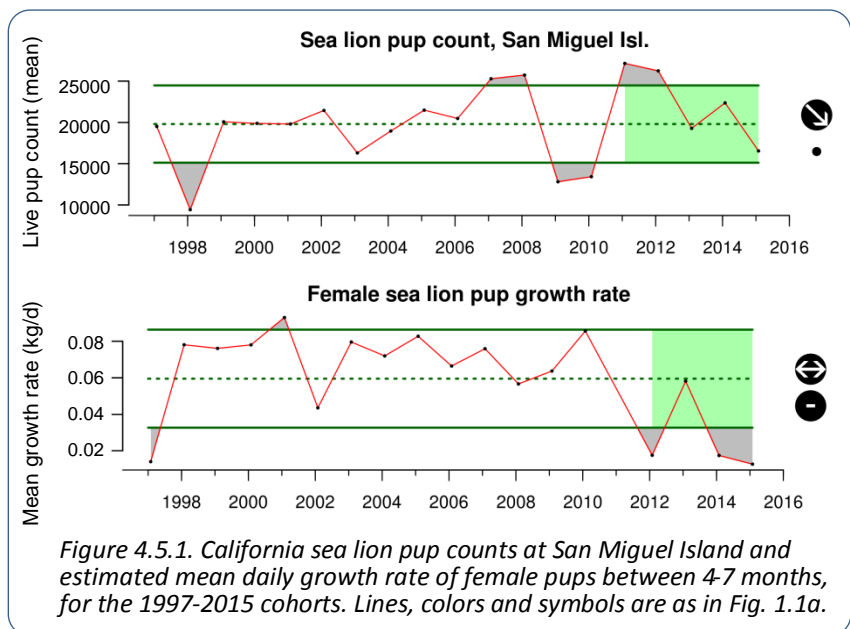 Sea lion pup count, San Miguel Isl.
Live pup count (mean)
25000
20000
15000
10000
1998 2000 2002 2004 2006 2008 2010 2012 2014 2016
Female sea lion pup growth rate
Mean growth rate (kg/d)
0.08
0.06
0.04
0.02
1998 2000 2002 2004 2006 2008 2010 2012 2014 2016
Figure 4.5.1. California sea lion pup counts at San Miguel Island and
estimated mean daily growth rate of female pups between 4-7 months,
for the 1997-2015 cohorts. Lines, colors and symbols are as in Fig. 1.1a.